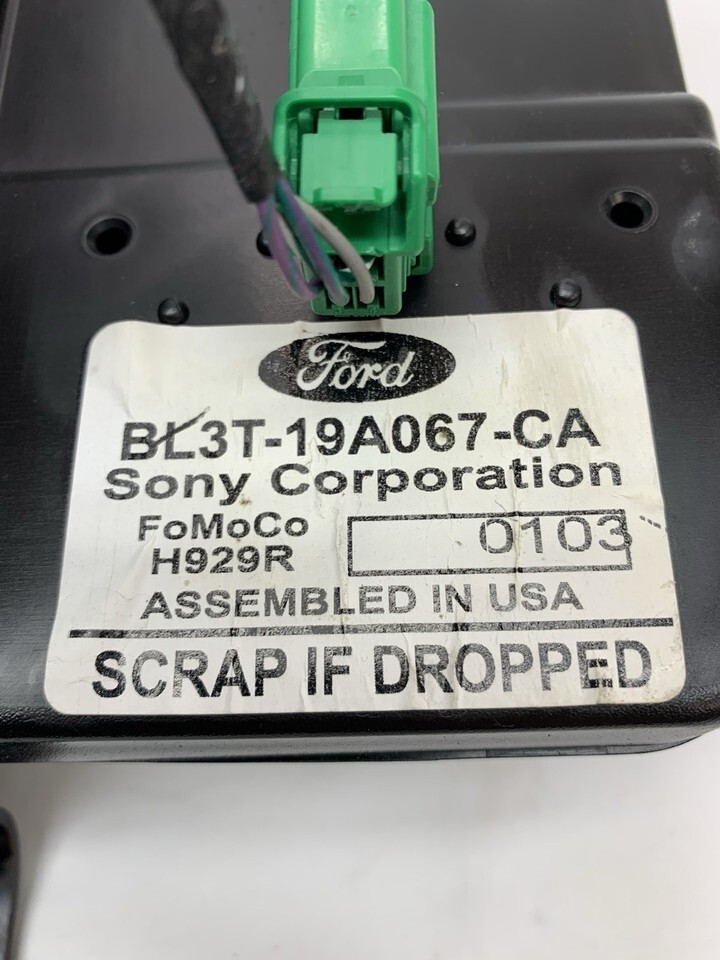 Ford
BL3T-19A067-CA
Sony Corporation
FoMoCo
H929R
0103
ASSEMBLED IN USA
SCRAP IF DROPPED